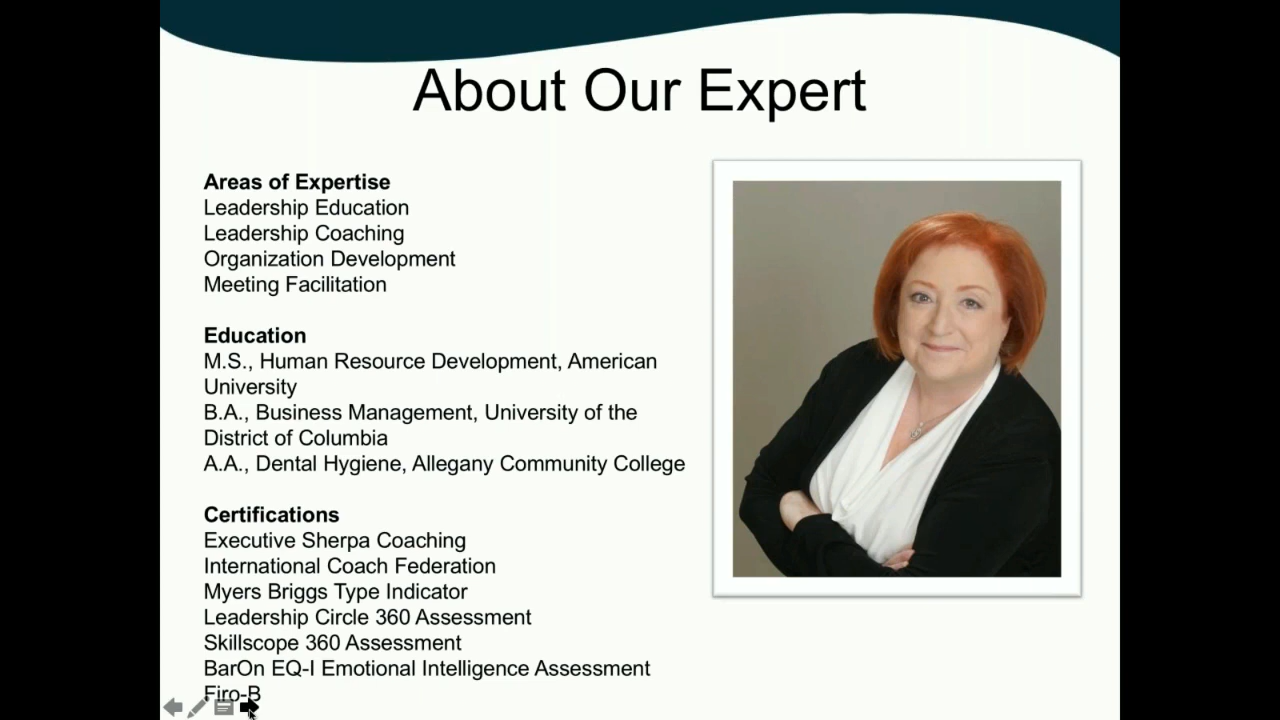 About Our Expert
Areas of Expertise
Leadership Education
Leadership Coaching
Organization Development
Meeting Facilitation
Education
M.S., Human Resource Development, American
University
B.A., Business Management, University of the
District of Columbia
A.A., Dental Hygiene, Allegany Community College
Certifications
Executive Sherpa Coaching
International Coach Federation
Myers Briggs Type Indicator
Leadership Circle 360 Assessment
Skillscope 360 Assessment
BarOn EQ-I Emotional Intelligence Assessment
Firo-B